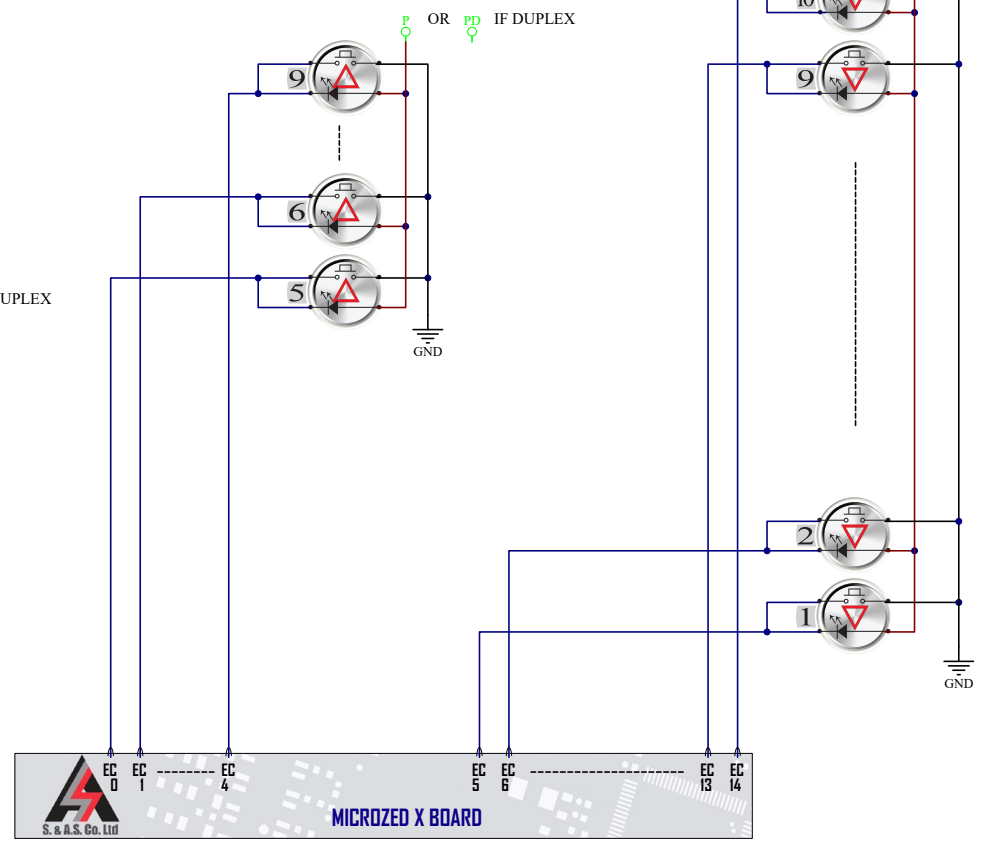 10
P OR PD IF DUPLEX
9
9
6
5
UPLEX
GND
2
1
GND
EC 0
EC 1
EC 4
EC 5
EC 6
EC 13
EC 14
MICROZED X BOARD
S. & A.S. Co. Ltd